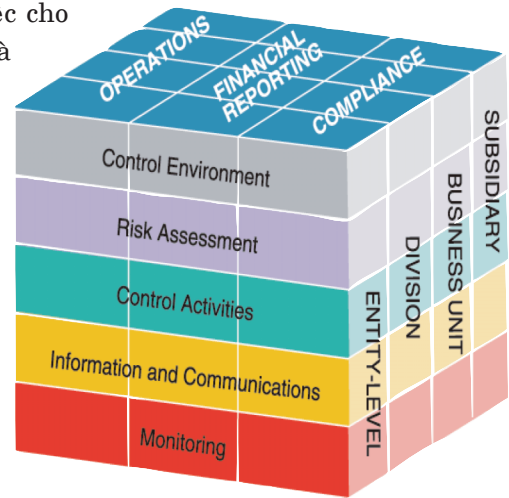 ệc cho
à
OPERATIONS
FINANCIAL
REPORTING
COMPLIANCE
Control Environment
Risk Assessment
Control Activities
Information and Communications
Monitoring
ENTITY-LEVEL
DIVISION
BUSINESS UNIT
SUBSIDIARY